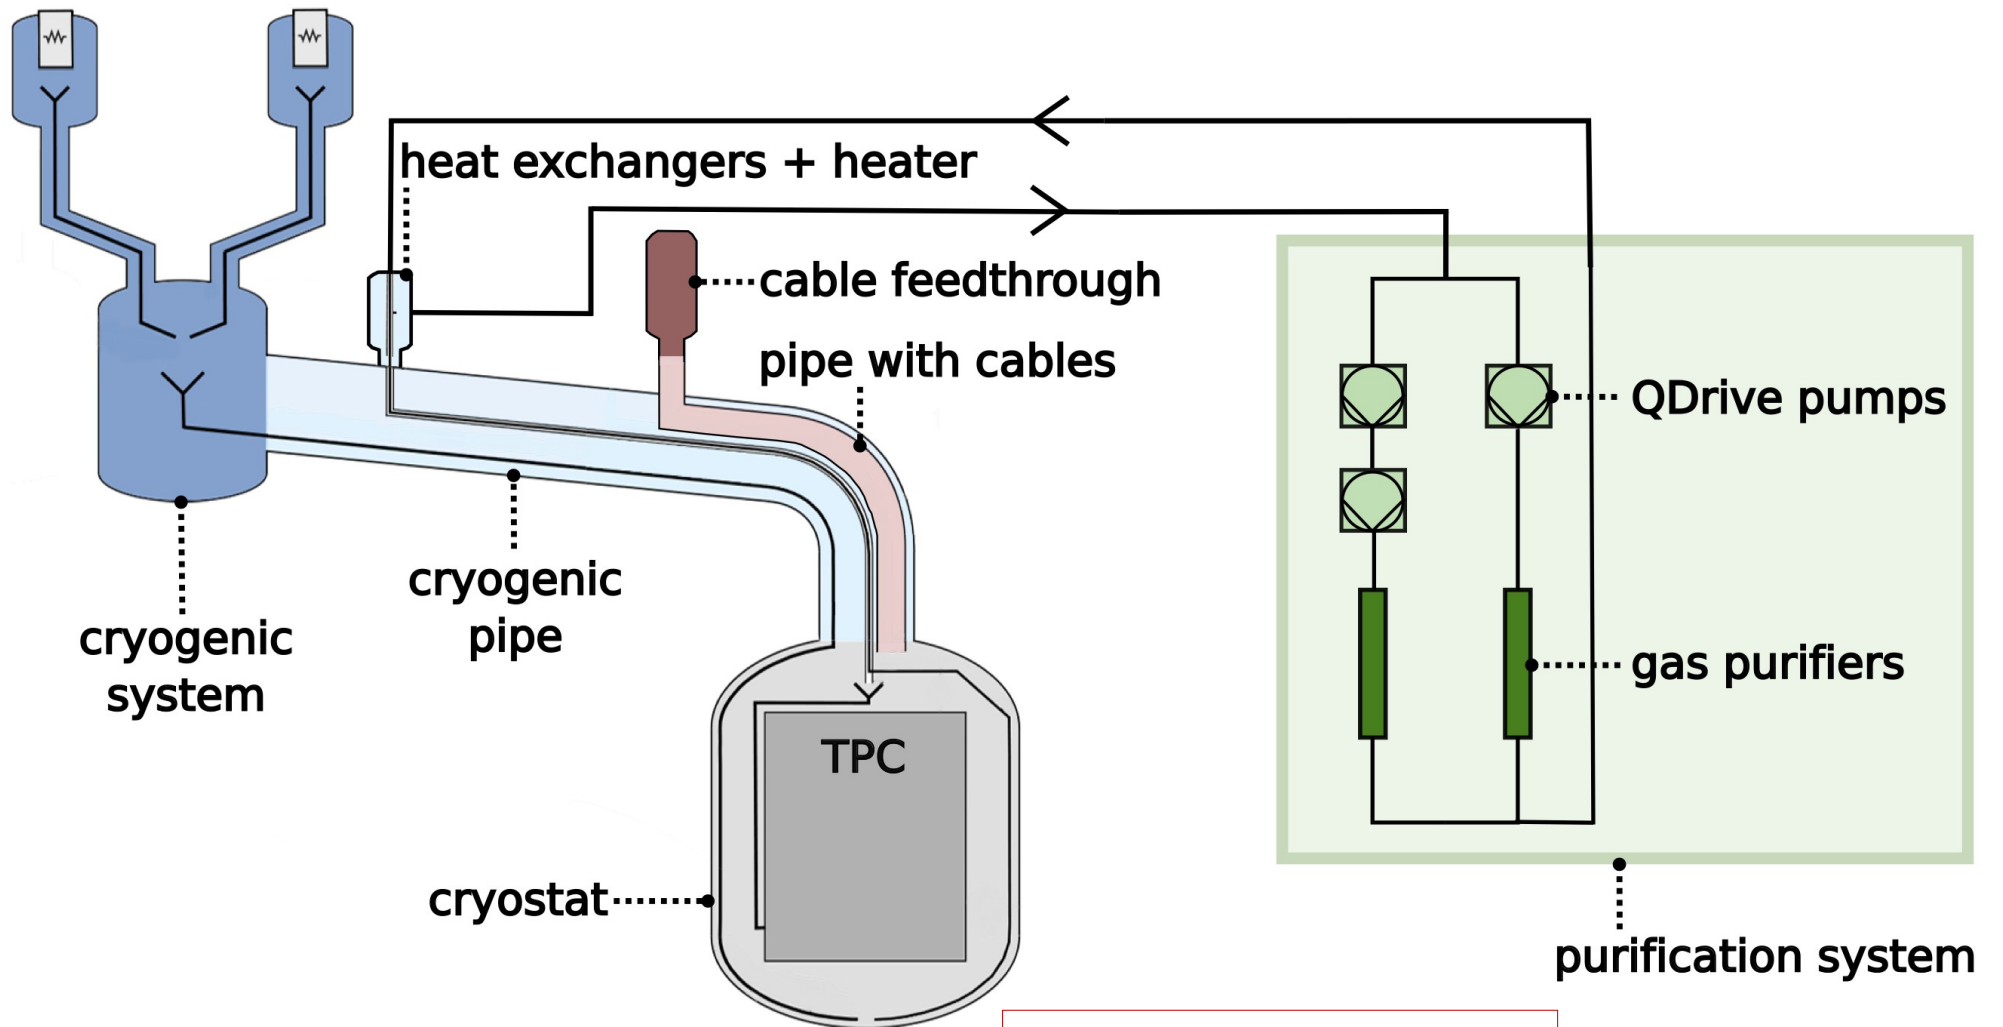 heat exchangers + heater
cable feedthrough
pipe with cables
QDrive pumps
cryogenic
pipe
cryogenic
system
gas purifiers
TPC
cryostat
purification system